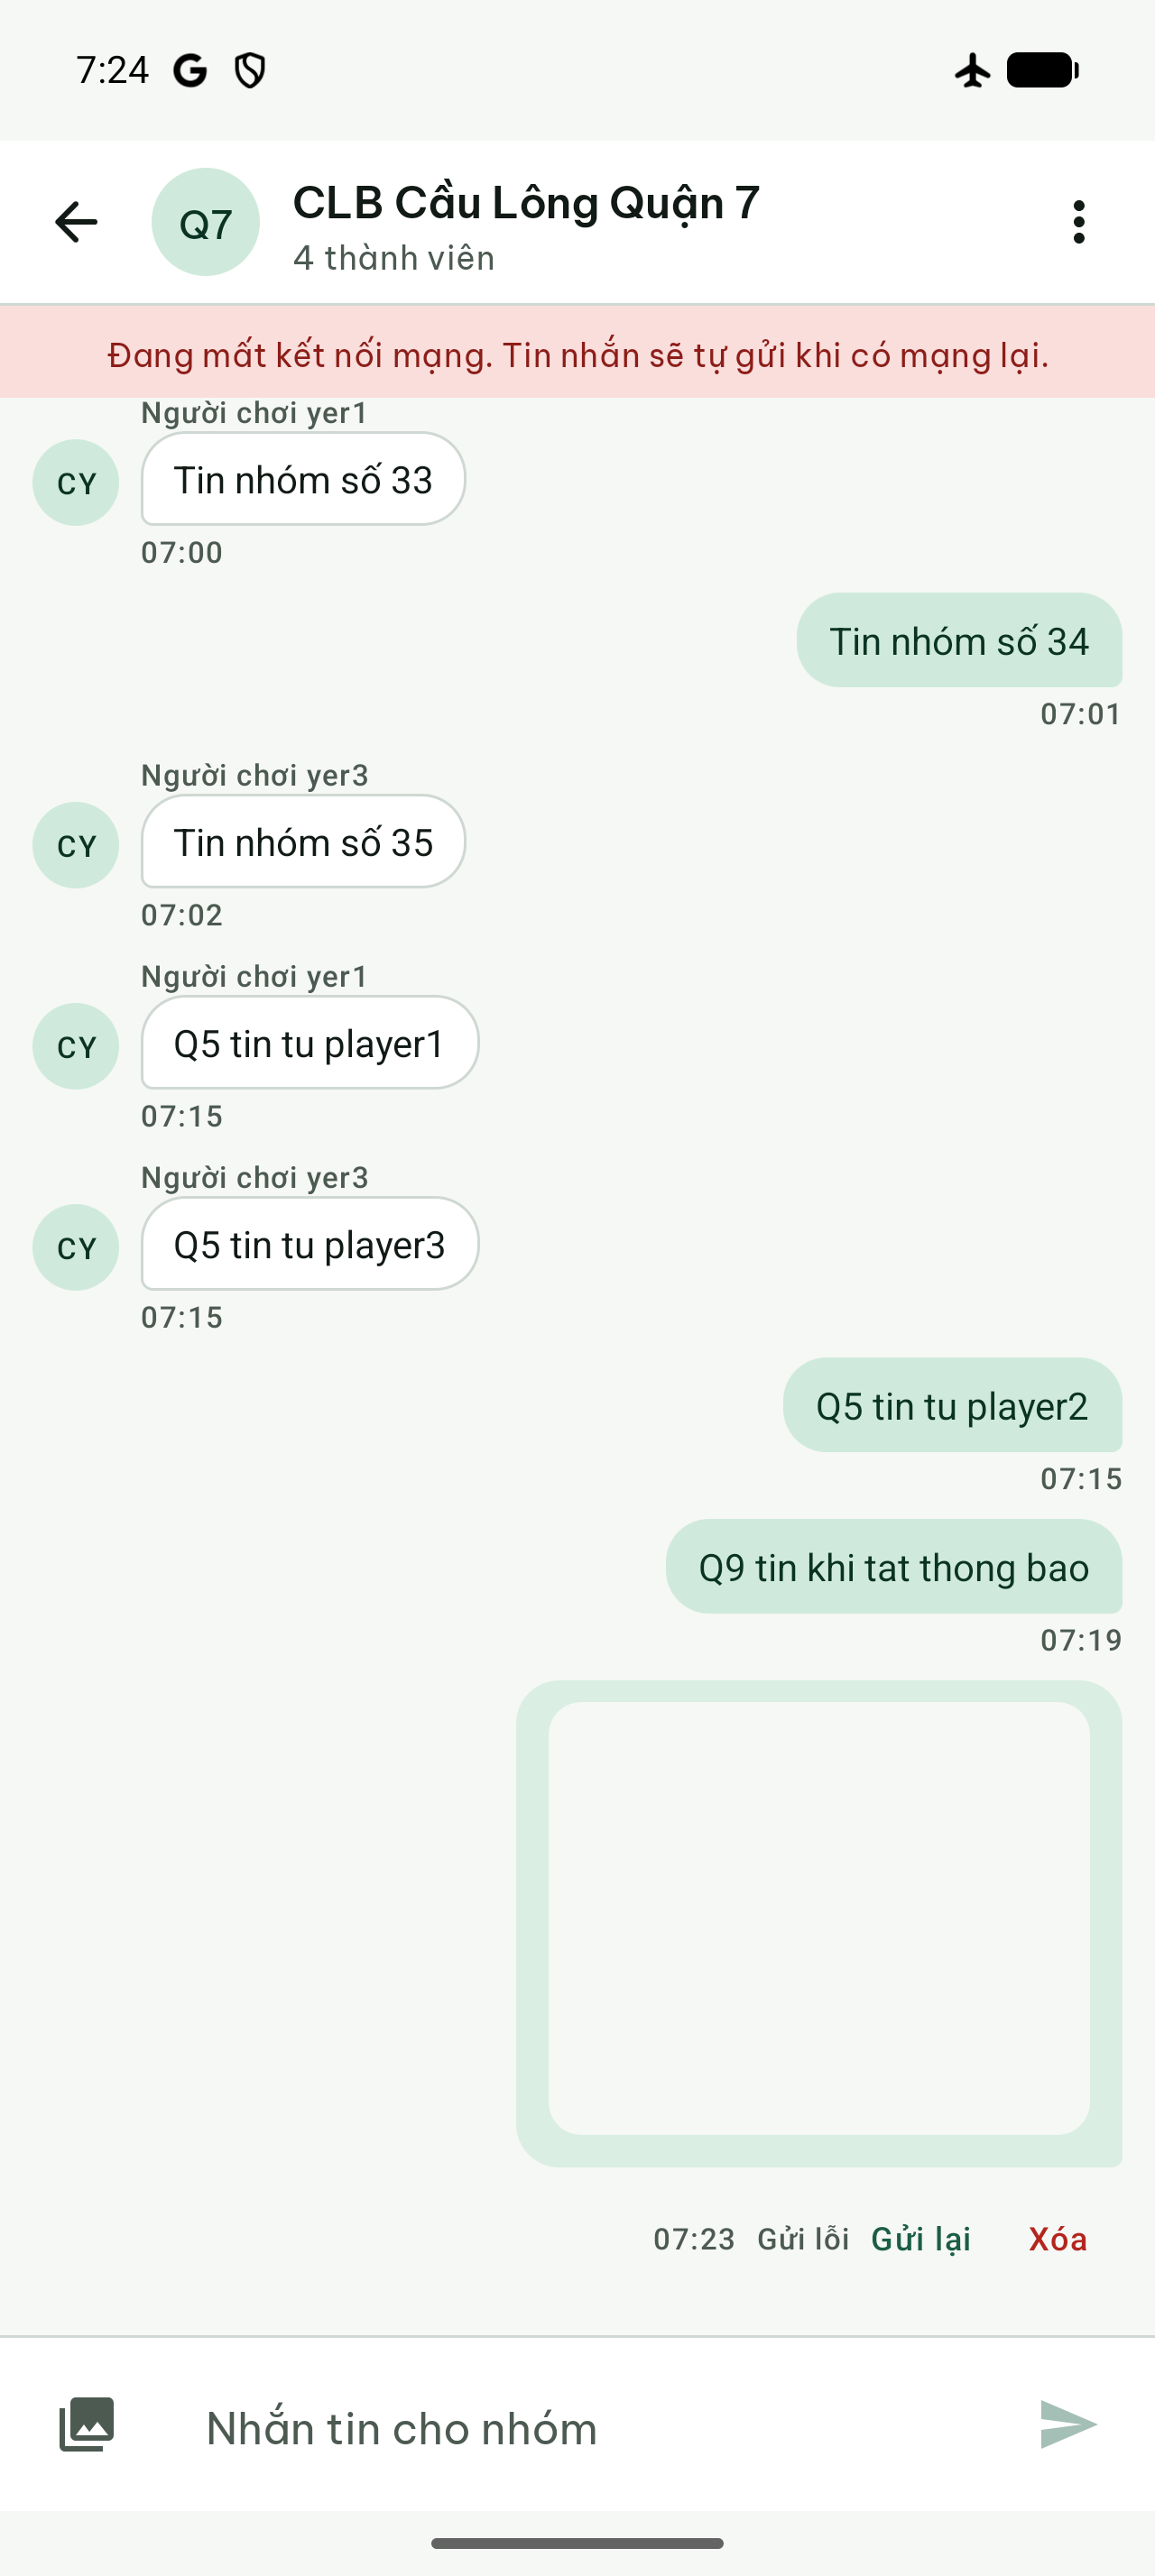 7:24
Q7
CLB Cầu Lông Quận 7
4 thành viên
Đang mất kết nối mạng. Tin nhắn sẽ tự gửi khi có mạng lại.
Người chơi yer1
CY
Tin nhóm số 33
07:00
Tin nhóm số 34
07:01
Người chơi yer3
CY
Tin nhóm số 35
07:02
Người chơi yer1
CY
Q5 tin tu player1
07:15
Người chơi yer3
CY
Q5 tin tu player3
07:15
Q5 tin tu player2
07:15
Q9 tin khi tat thong bao
07:19
07:23 Gửi lỗi Gửi lại Xóa
Nhắn tin cho nhóm